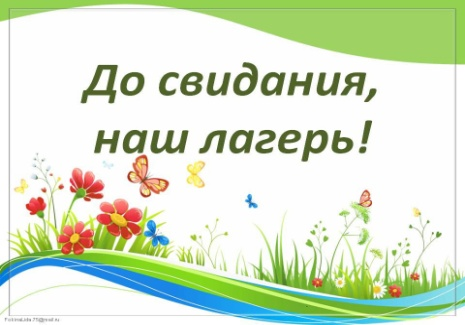 До свидания,
наш лагерь!